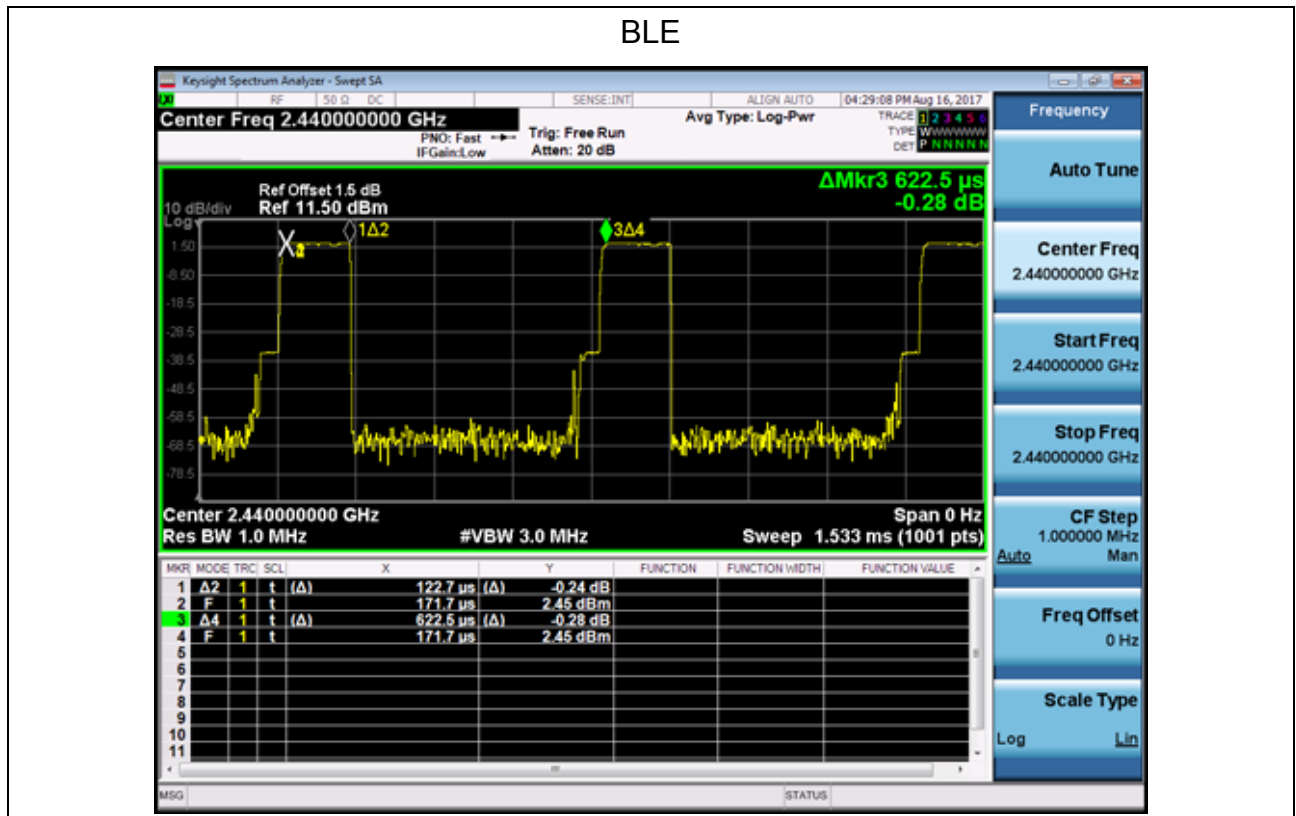 BLE
Keysight Spectrum Analyzer - Swept SA
RF 50 Ω DC SENSE:INT ALIGN AUTO 04:29:08 PM Aug 16, 2017
Center Freq 2.440000000 GHz
PNO: Fast
IFGain:Low
Trig: Free Run
Atten: 20 dB
Avg Type: Log-Pwr
TRACE 1 2 3 4 5 6
TYPE WWWWWW
DET P N N N N N
Frequency
Auto Tune
Center Freq
2.440000000 GHz
Start Freq
2.440000000 GHz
Stop Freq
2.440000000 GHz
CF Step
1.000000 MHz
Auto Man
Freq Offset
0 Hz
Scale Type
Log Lin
ΔMkr3 622.5 µs
-0.28 dB
Ref Offset 1.5 dB
10 dB/div Ref 11.50 dBm
Log
1Δ2
3Δ4
1.50
-8.50
-18.5
-28.5
-38.5
-48.5
-58.5
-68.5
-78.5
Center 2.440000000 GHz Span 0 Hz
Res BW 1.0 MHz #VBW 3.0 MHz Sweep 1.533 ms (1001 pts)
MKR MODE TRC SCL X Y FUNCTION FUNCTION WIDTH FUNCTION VALUE
1 Δ2 1 t (Δ) 122.7 µs (Δ) -0.24 dB
2 F 1 t 171.7 µs 2.45 dBm
3 Δ4 1 t (Δ) 622.5 µs (Δ) -0.28 dB
4 F 1 t 171.7 µs 2.45 dBm
5
6
7
8
9
10
11
MSG STATUS